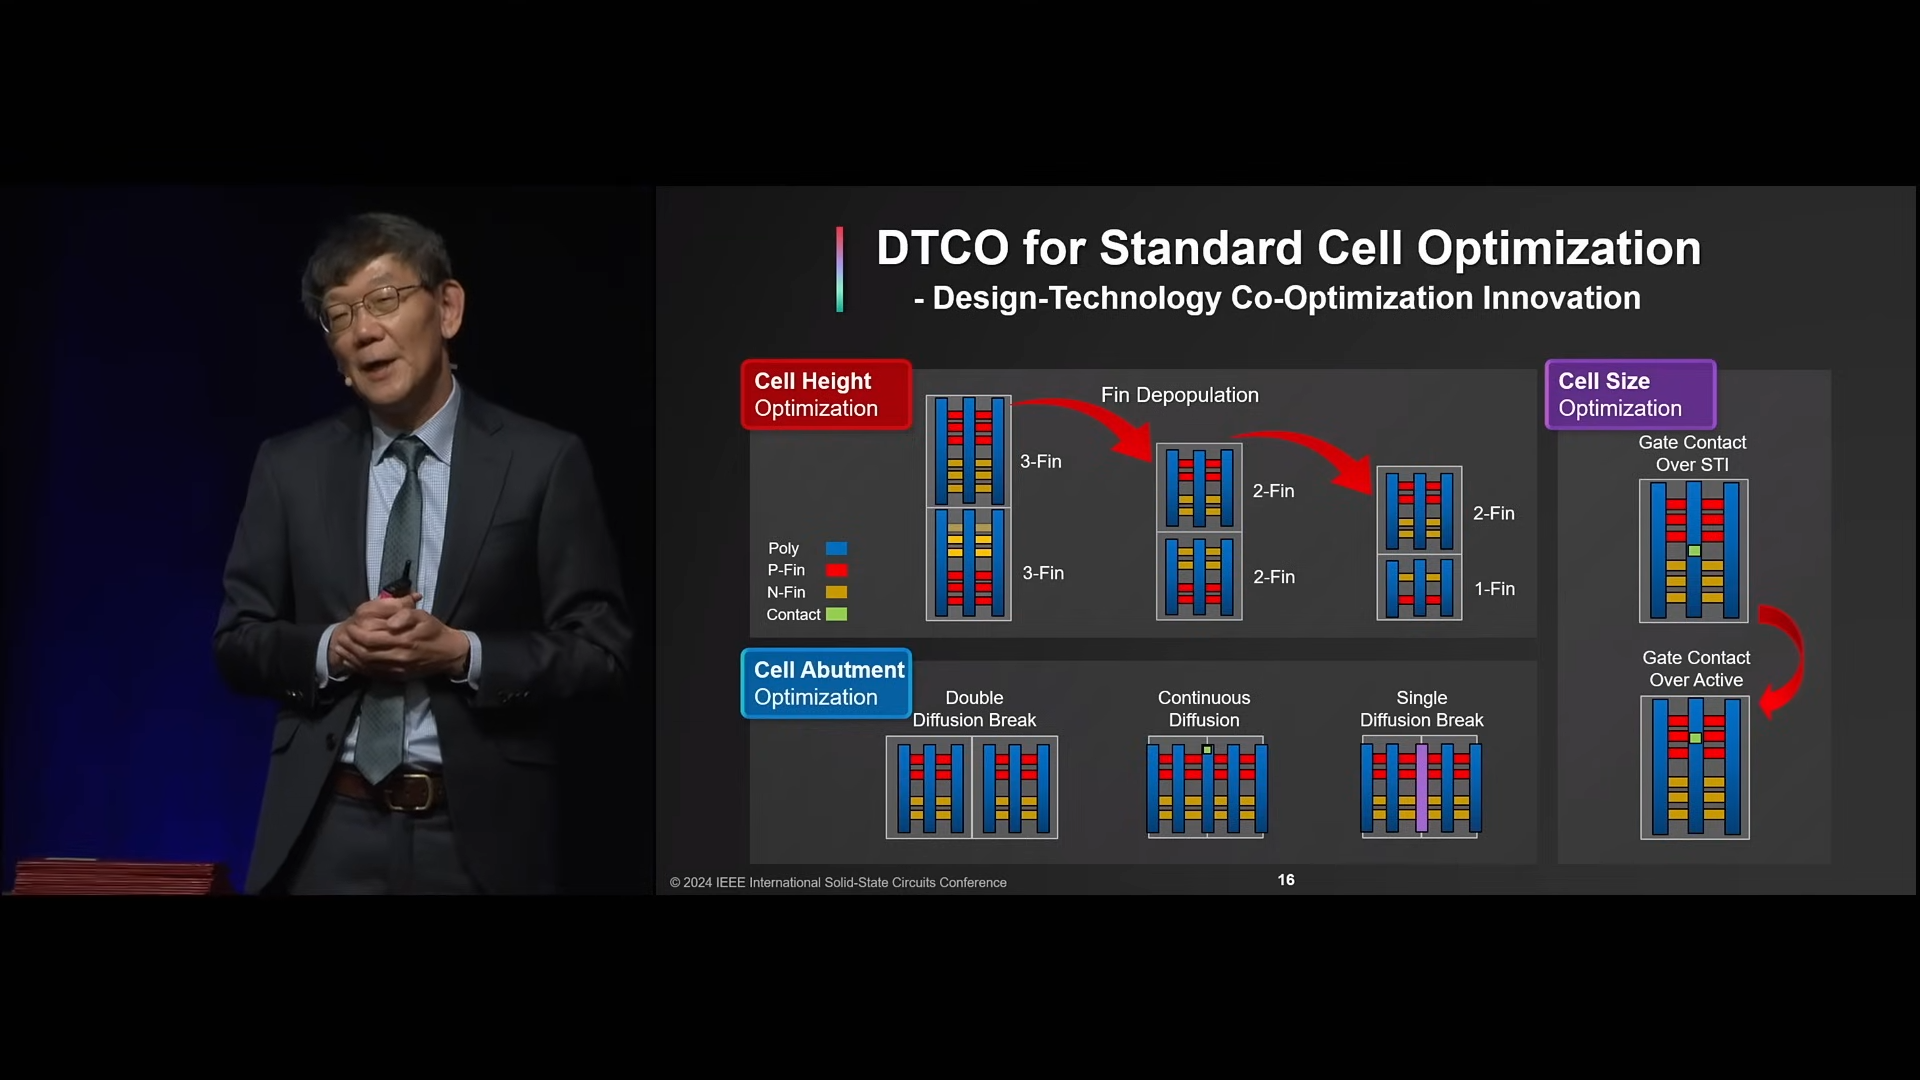 DTCO for Standard Cell Optimization
- Design-Technology Co-Optimization Innovation
Cell Height
Optimization
Fin Depopulation
3-Fin
3-Fin
2-Fin
2-Fin
2-Fin
1-Fin
Poly
P-Fin
N-Fin
Contact
Cell Size
Optimization
Gate Contact
Over STI
Gate Contact
Over Active
Cell Abutment
Optimization
Double
Diffusion Break
Continuous
Diffusion
Single
Diffusion Break
© 2024 IEEE International Solid-State Circuits Conference
16